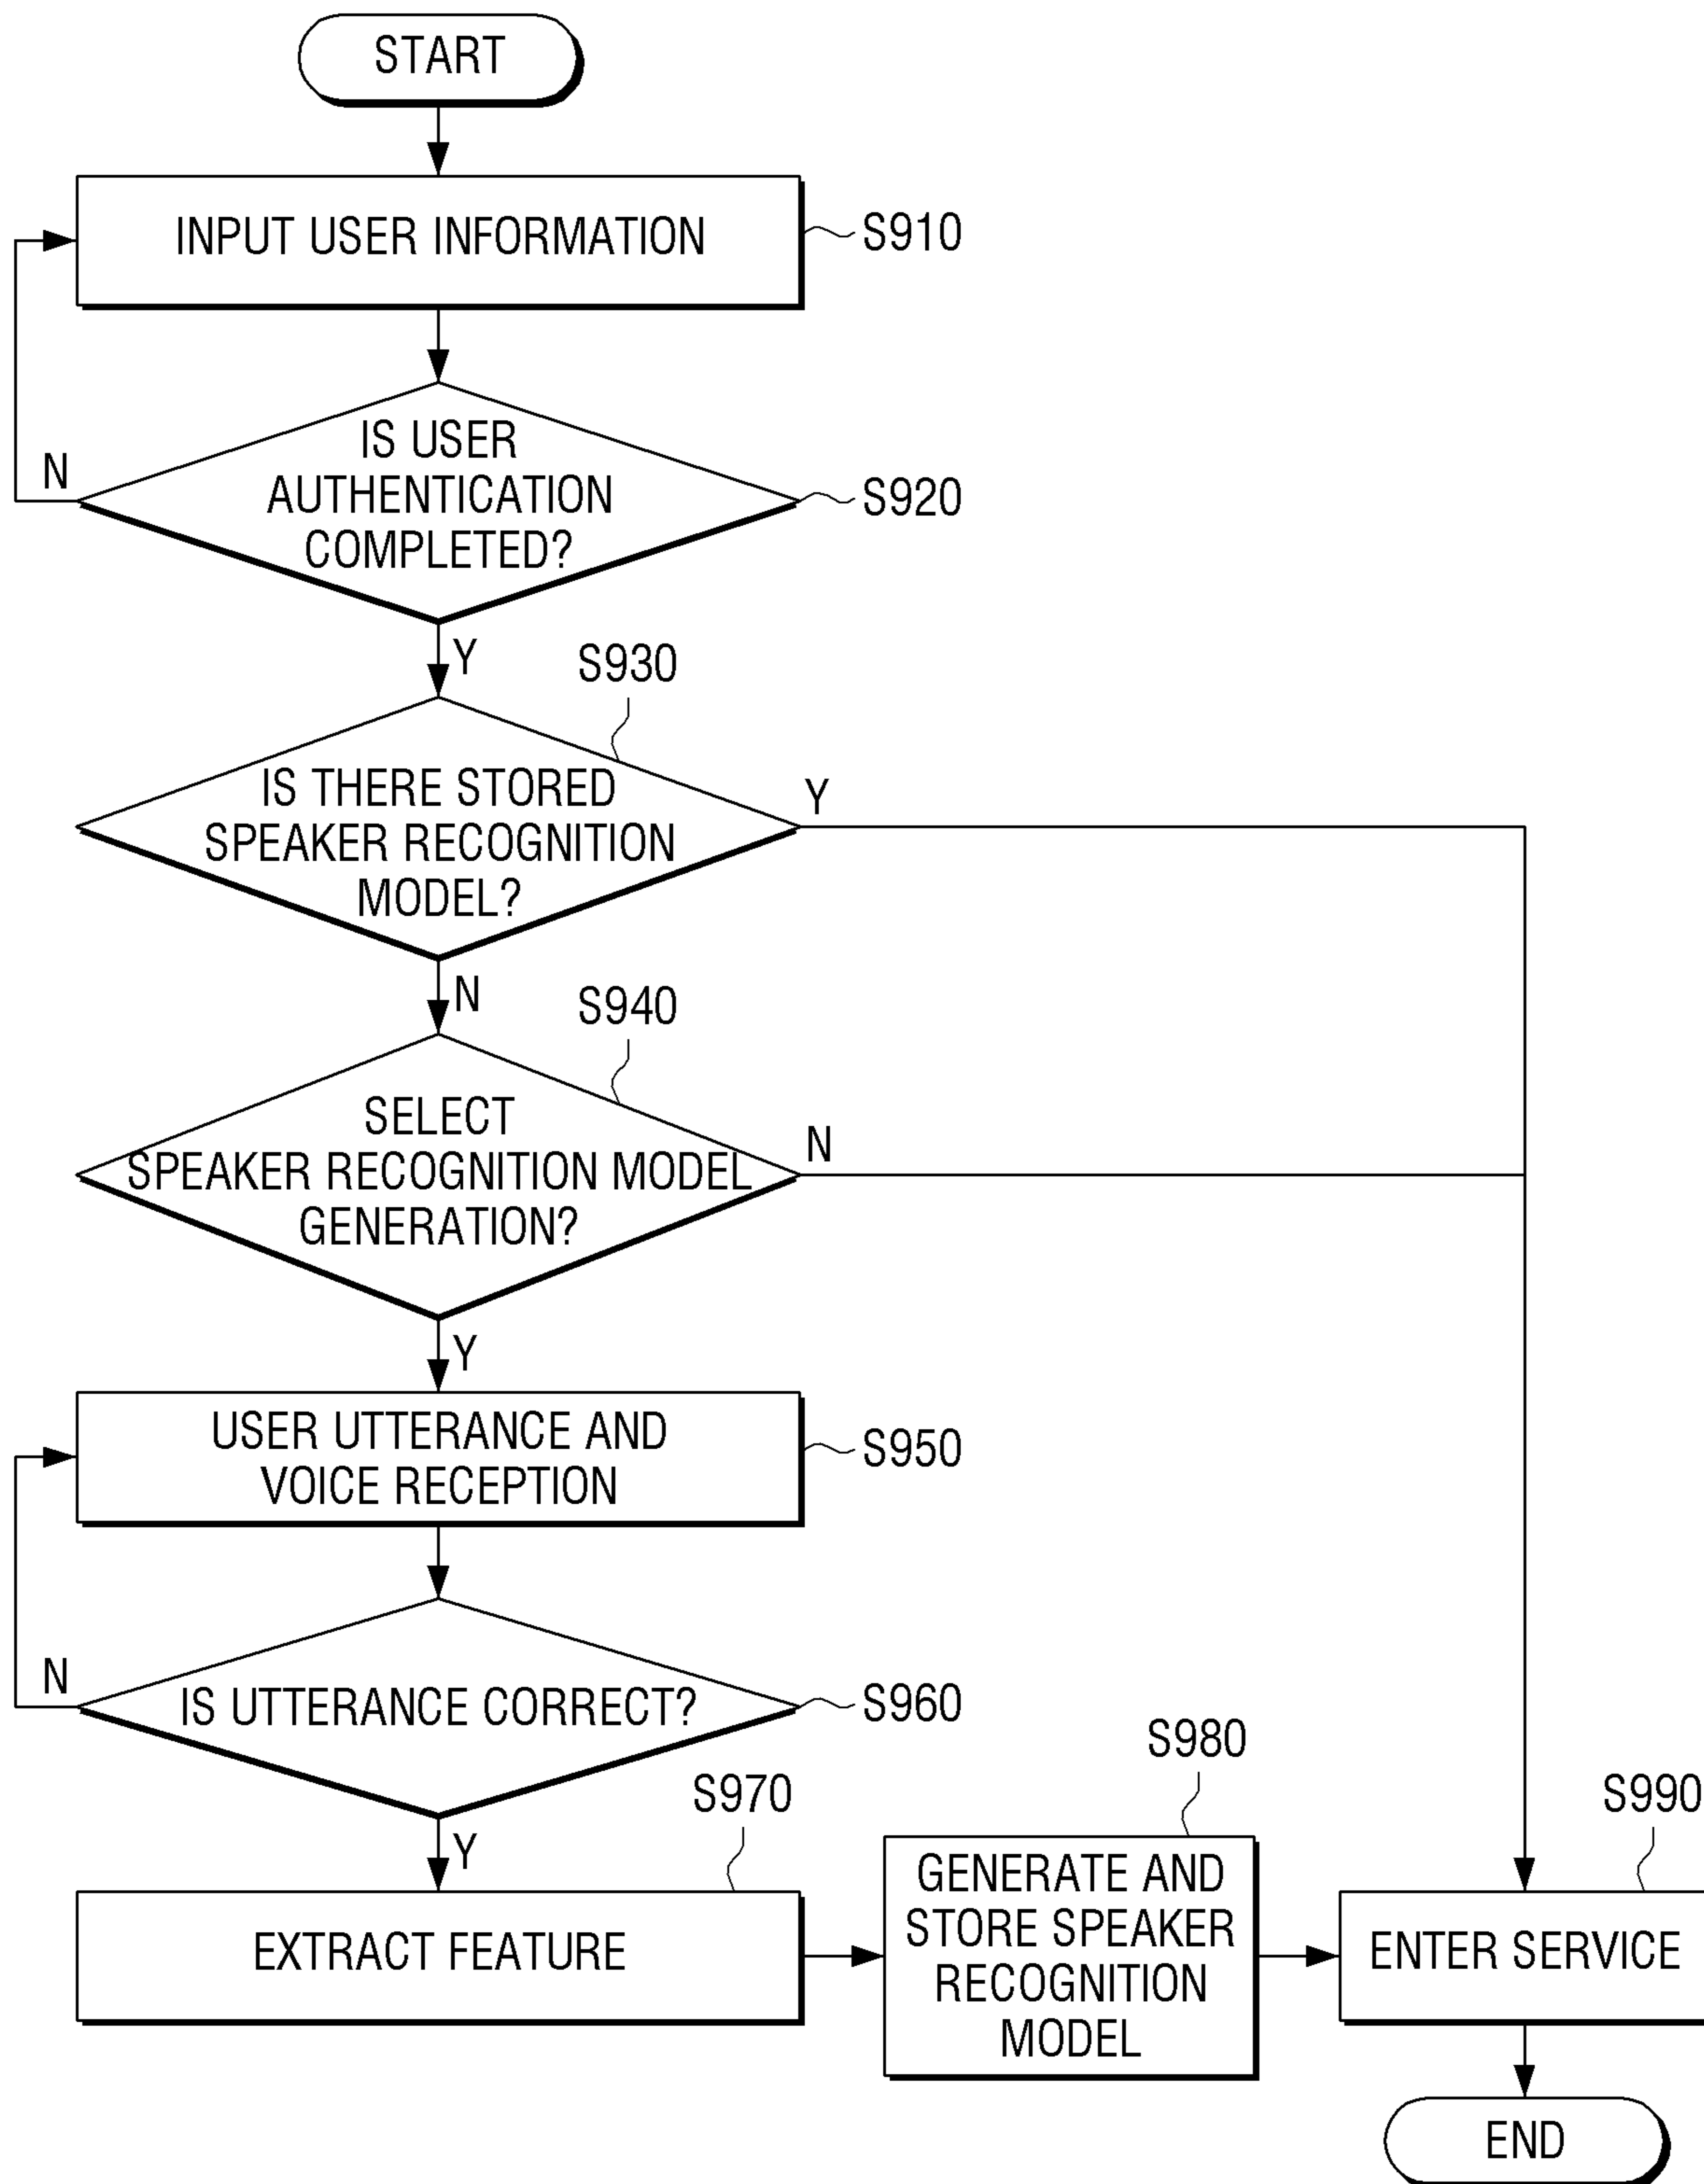 START
INPUT USER INFORMATION
S910
IS USER
AUTHENTICATION
COMPLETED?
S920
N
Y
S930
IS THERE STORED
SPEAKER RECOGNITION
MODEL?
Y
N
S940
SELECT
SPEAKER RECOGNITION MODEL
GENERATION?
N
Y
USER UTTERANCE AND
VOICE RECEPTION
S950
IS UTTERANCE CORRECT?
S960
N
Y
S970
EXTRACT FEATURE
S980
GENERATE AND
STORE SPEAKER
RECOGNITION
MODEL
S990
ENTER SERVICE
END